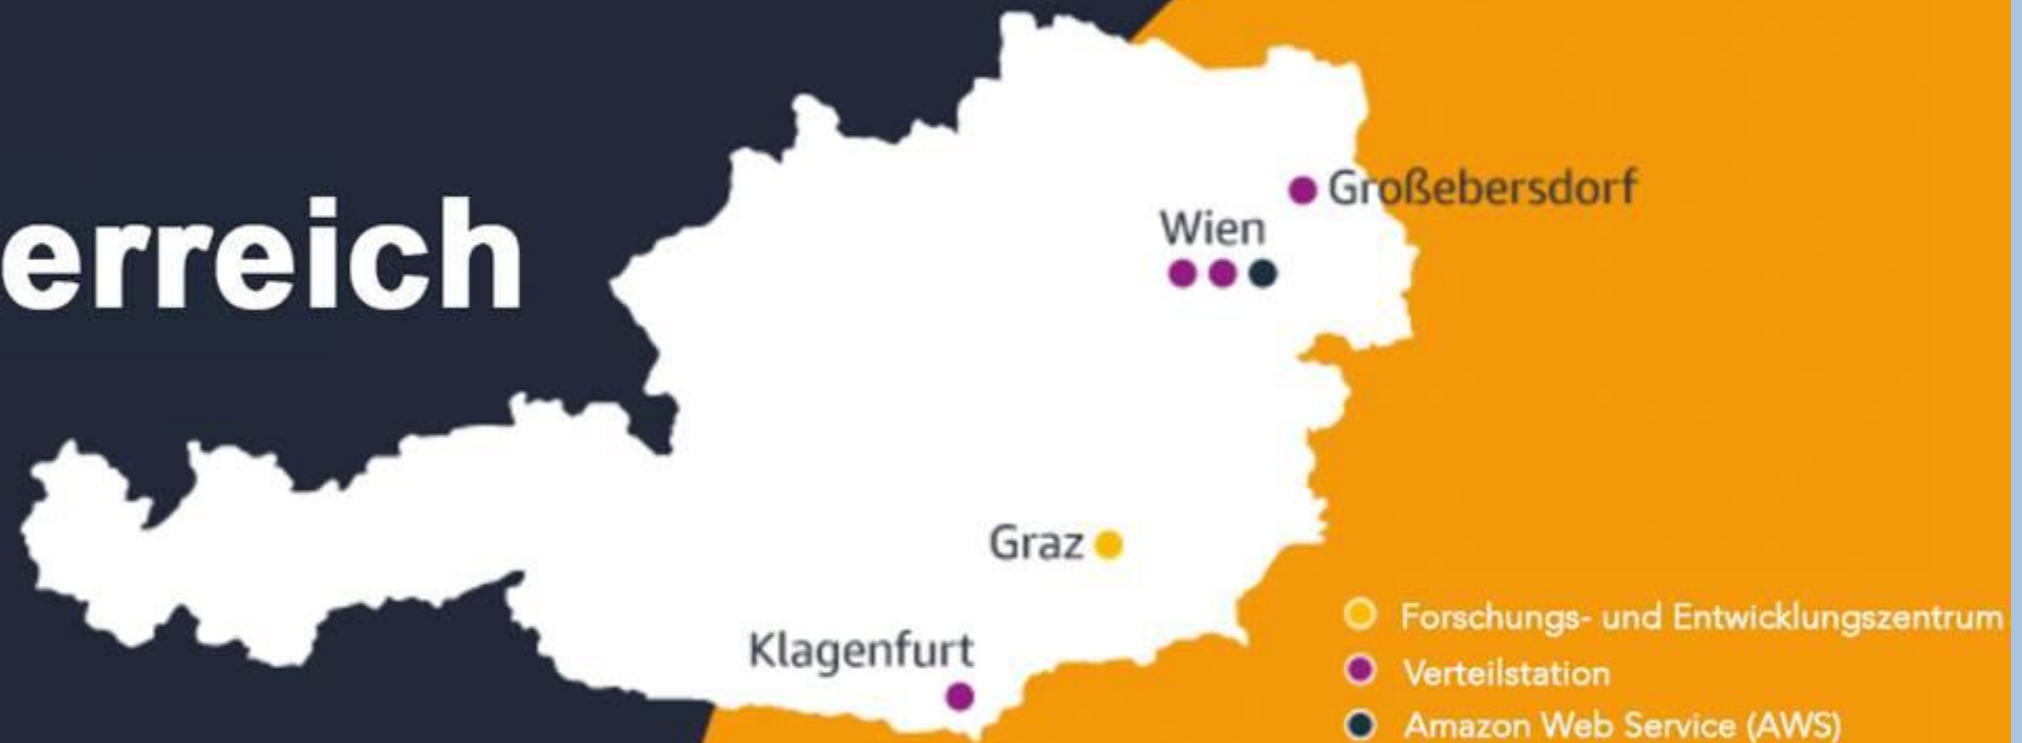 Großebersdorf
Wien
erreich
Graz
Klagenfurt
Forschungs- und Entwicklungszentrum
Verteilstation
Amazon Web Service (AWS)